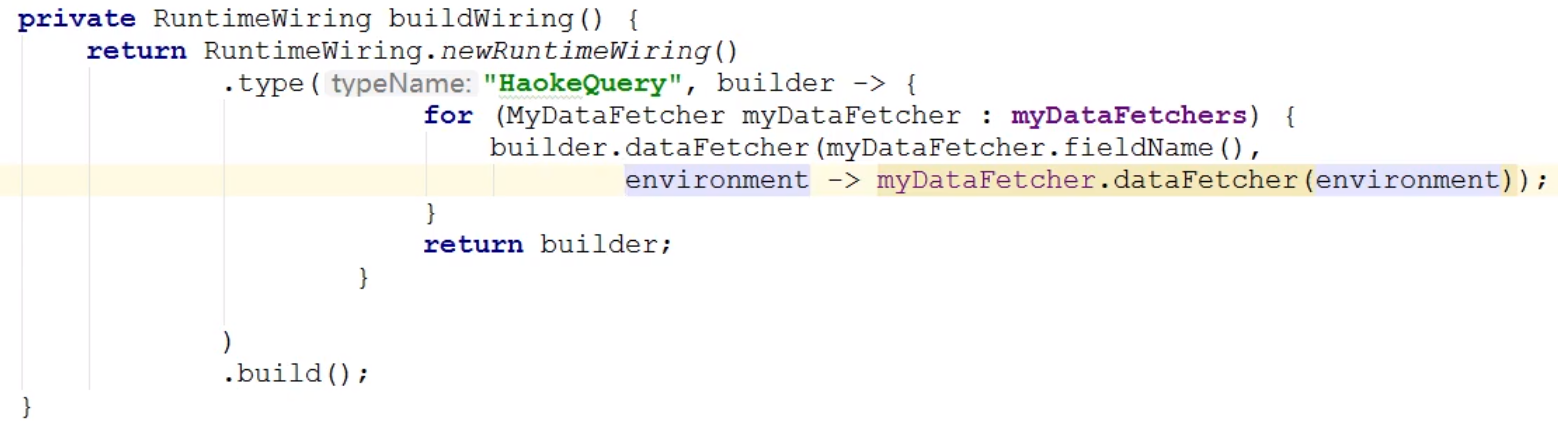 private RuntimeWiring buildWiring() {
return RuntimeWiring.newRuntimeWiring()
.type( typeName: "HaokeQuery", builder -> {
for (MyDataFetcher myDataFetcher : myDataFetchers) {
builder.dataFetcher(myDataFetcher.fieldName(),
environment -> myDataFetcher.dataFetcher(environment));
}
return builder;
}
)
.build();
}